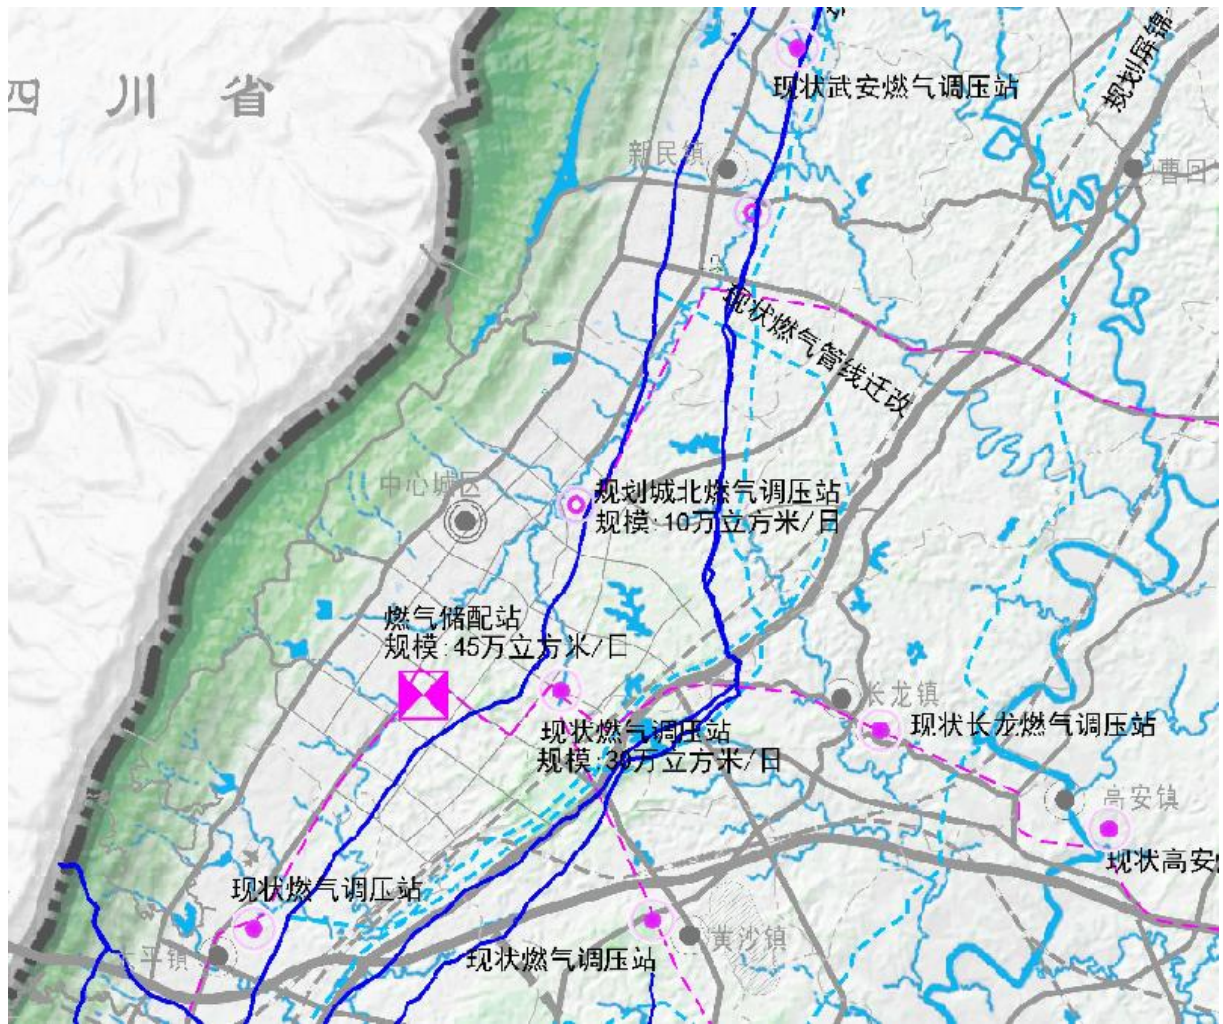 四川省
现状武安燃气调压站
规划屏锦
新民镇
曹回
现状燃气管线迁改
中心城区
规划城北燃气调压站
规模:10万立方米/日
燃气储配站
规模:45万立方米/日
长龙镇
现状长龙燃气调压站
现状燃气调压站
规模:30万立方米/日
高安镇
现状高安
现状燃气调压站
黄沙镇
平镇
现状燃气调压站